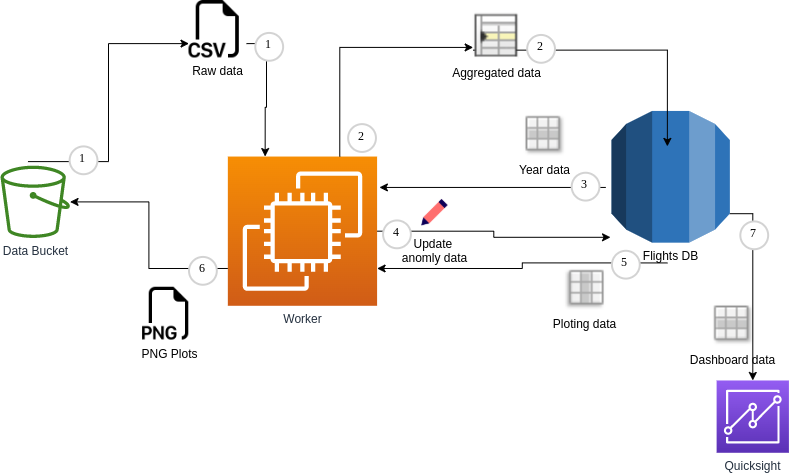 CSV
1
Raw data
2
Aggregated data
2
1
Year data
3
Data Bucket
4
Update
anomly data
7
Flights DB
5
6
Ploting data
PNG
Worker
PNG Plots
Dashboard data
Quicksight